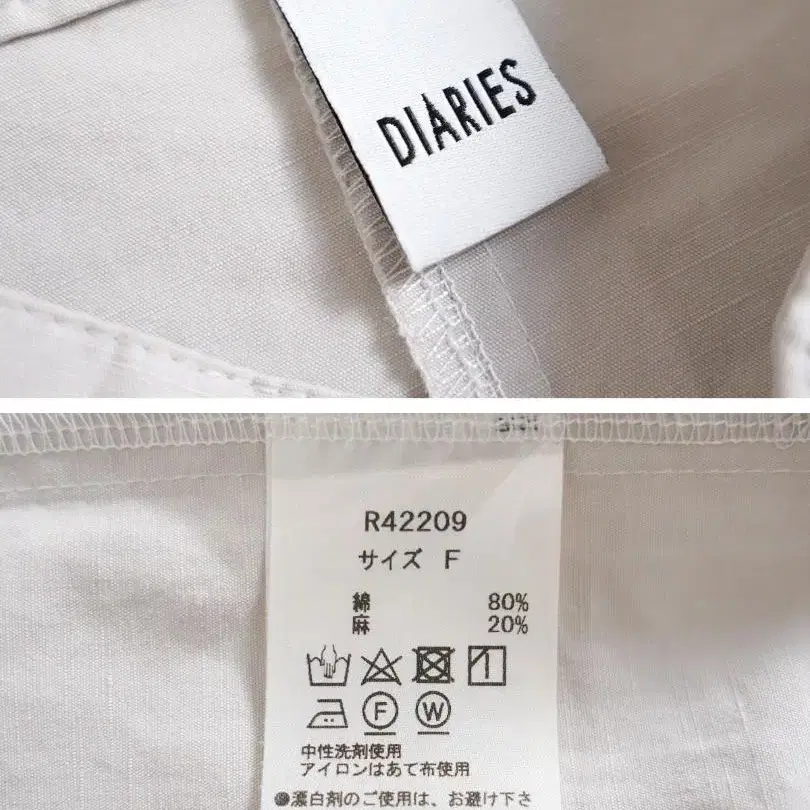 DIARIES
R42209
サイズ F
綿 80%
麻 20%
F W
中性洗剤使用
アイロンはあて布使用
●漂白剤のご使用は、お避け下さ